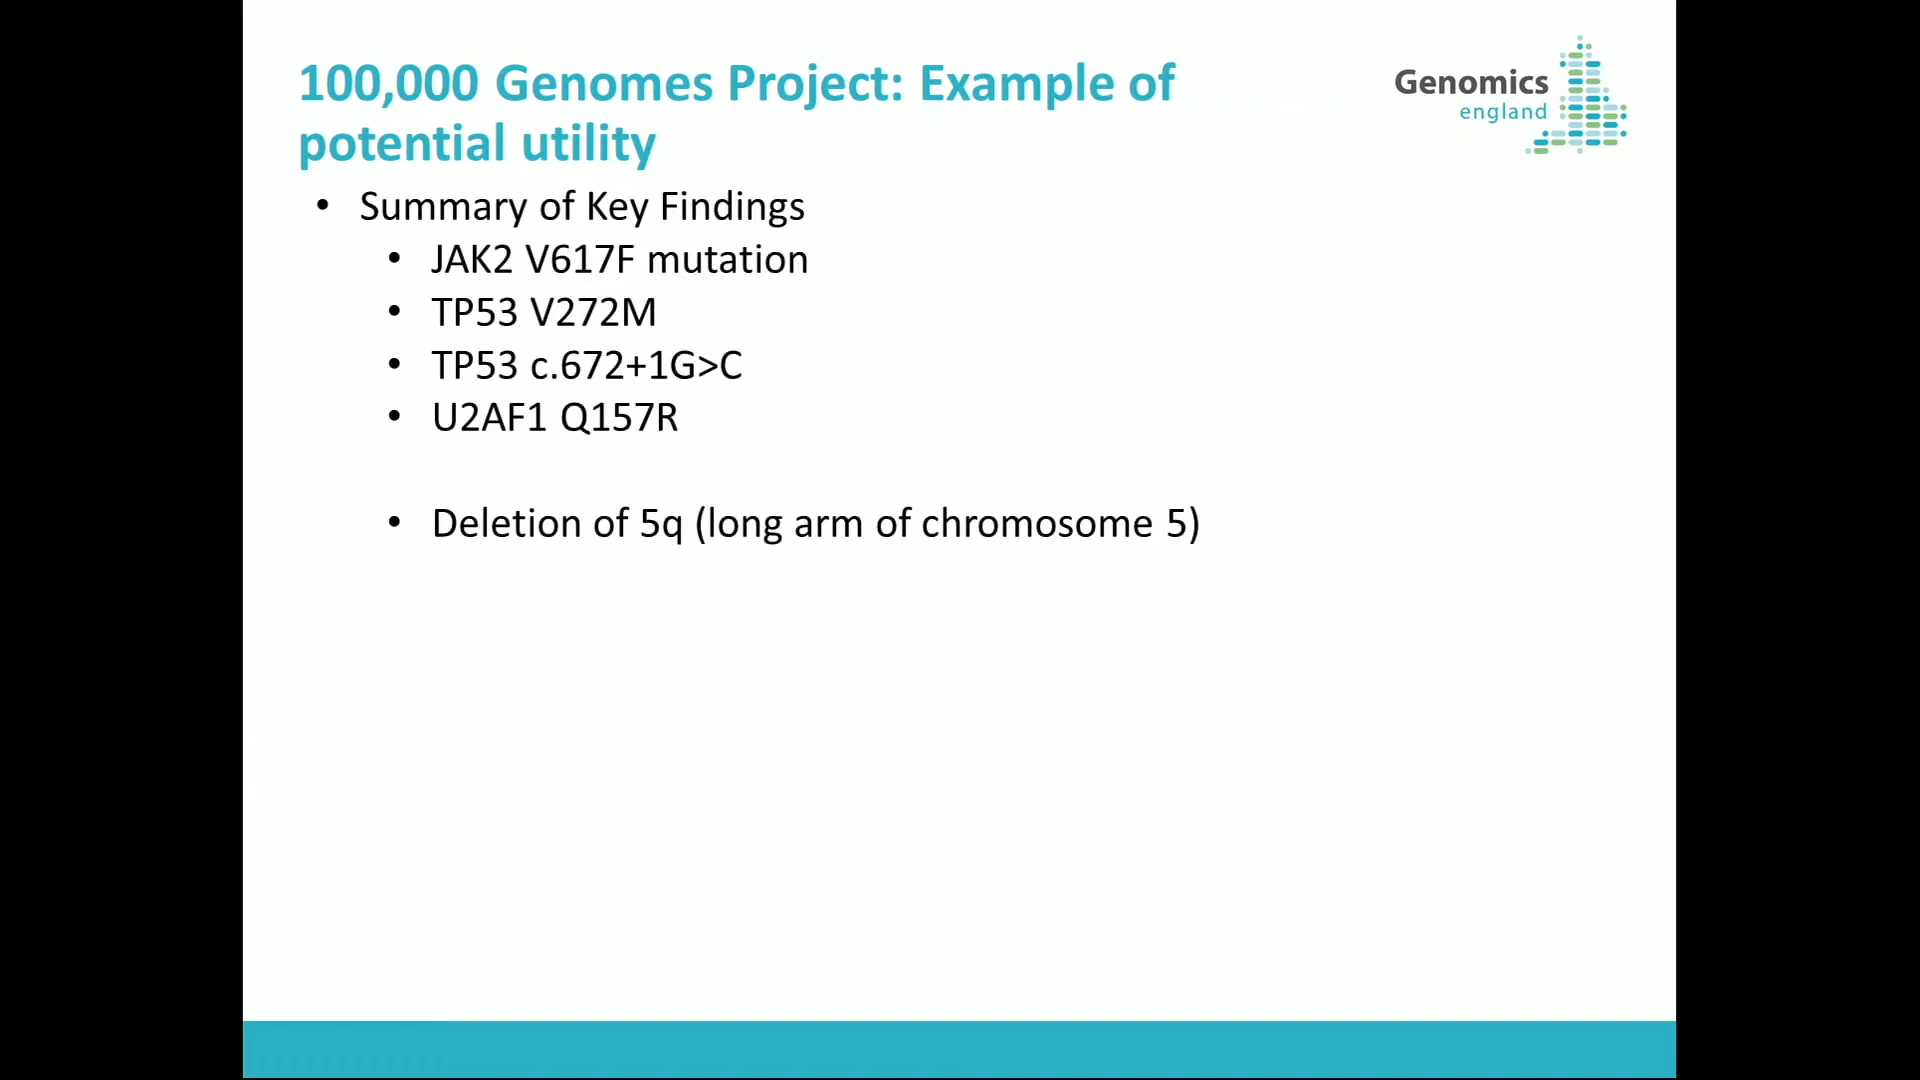 100,000 Genomes Project: Example of
potential utility
Genomics
england
• Summary of Key Findings
• JAK2 V617F mutation
• TP53 V272M
• TP53 c.672+1G>C
• U2AF1 Q157R
• Deletion of 5q (long arm of chromosome 5)